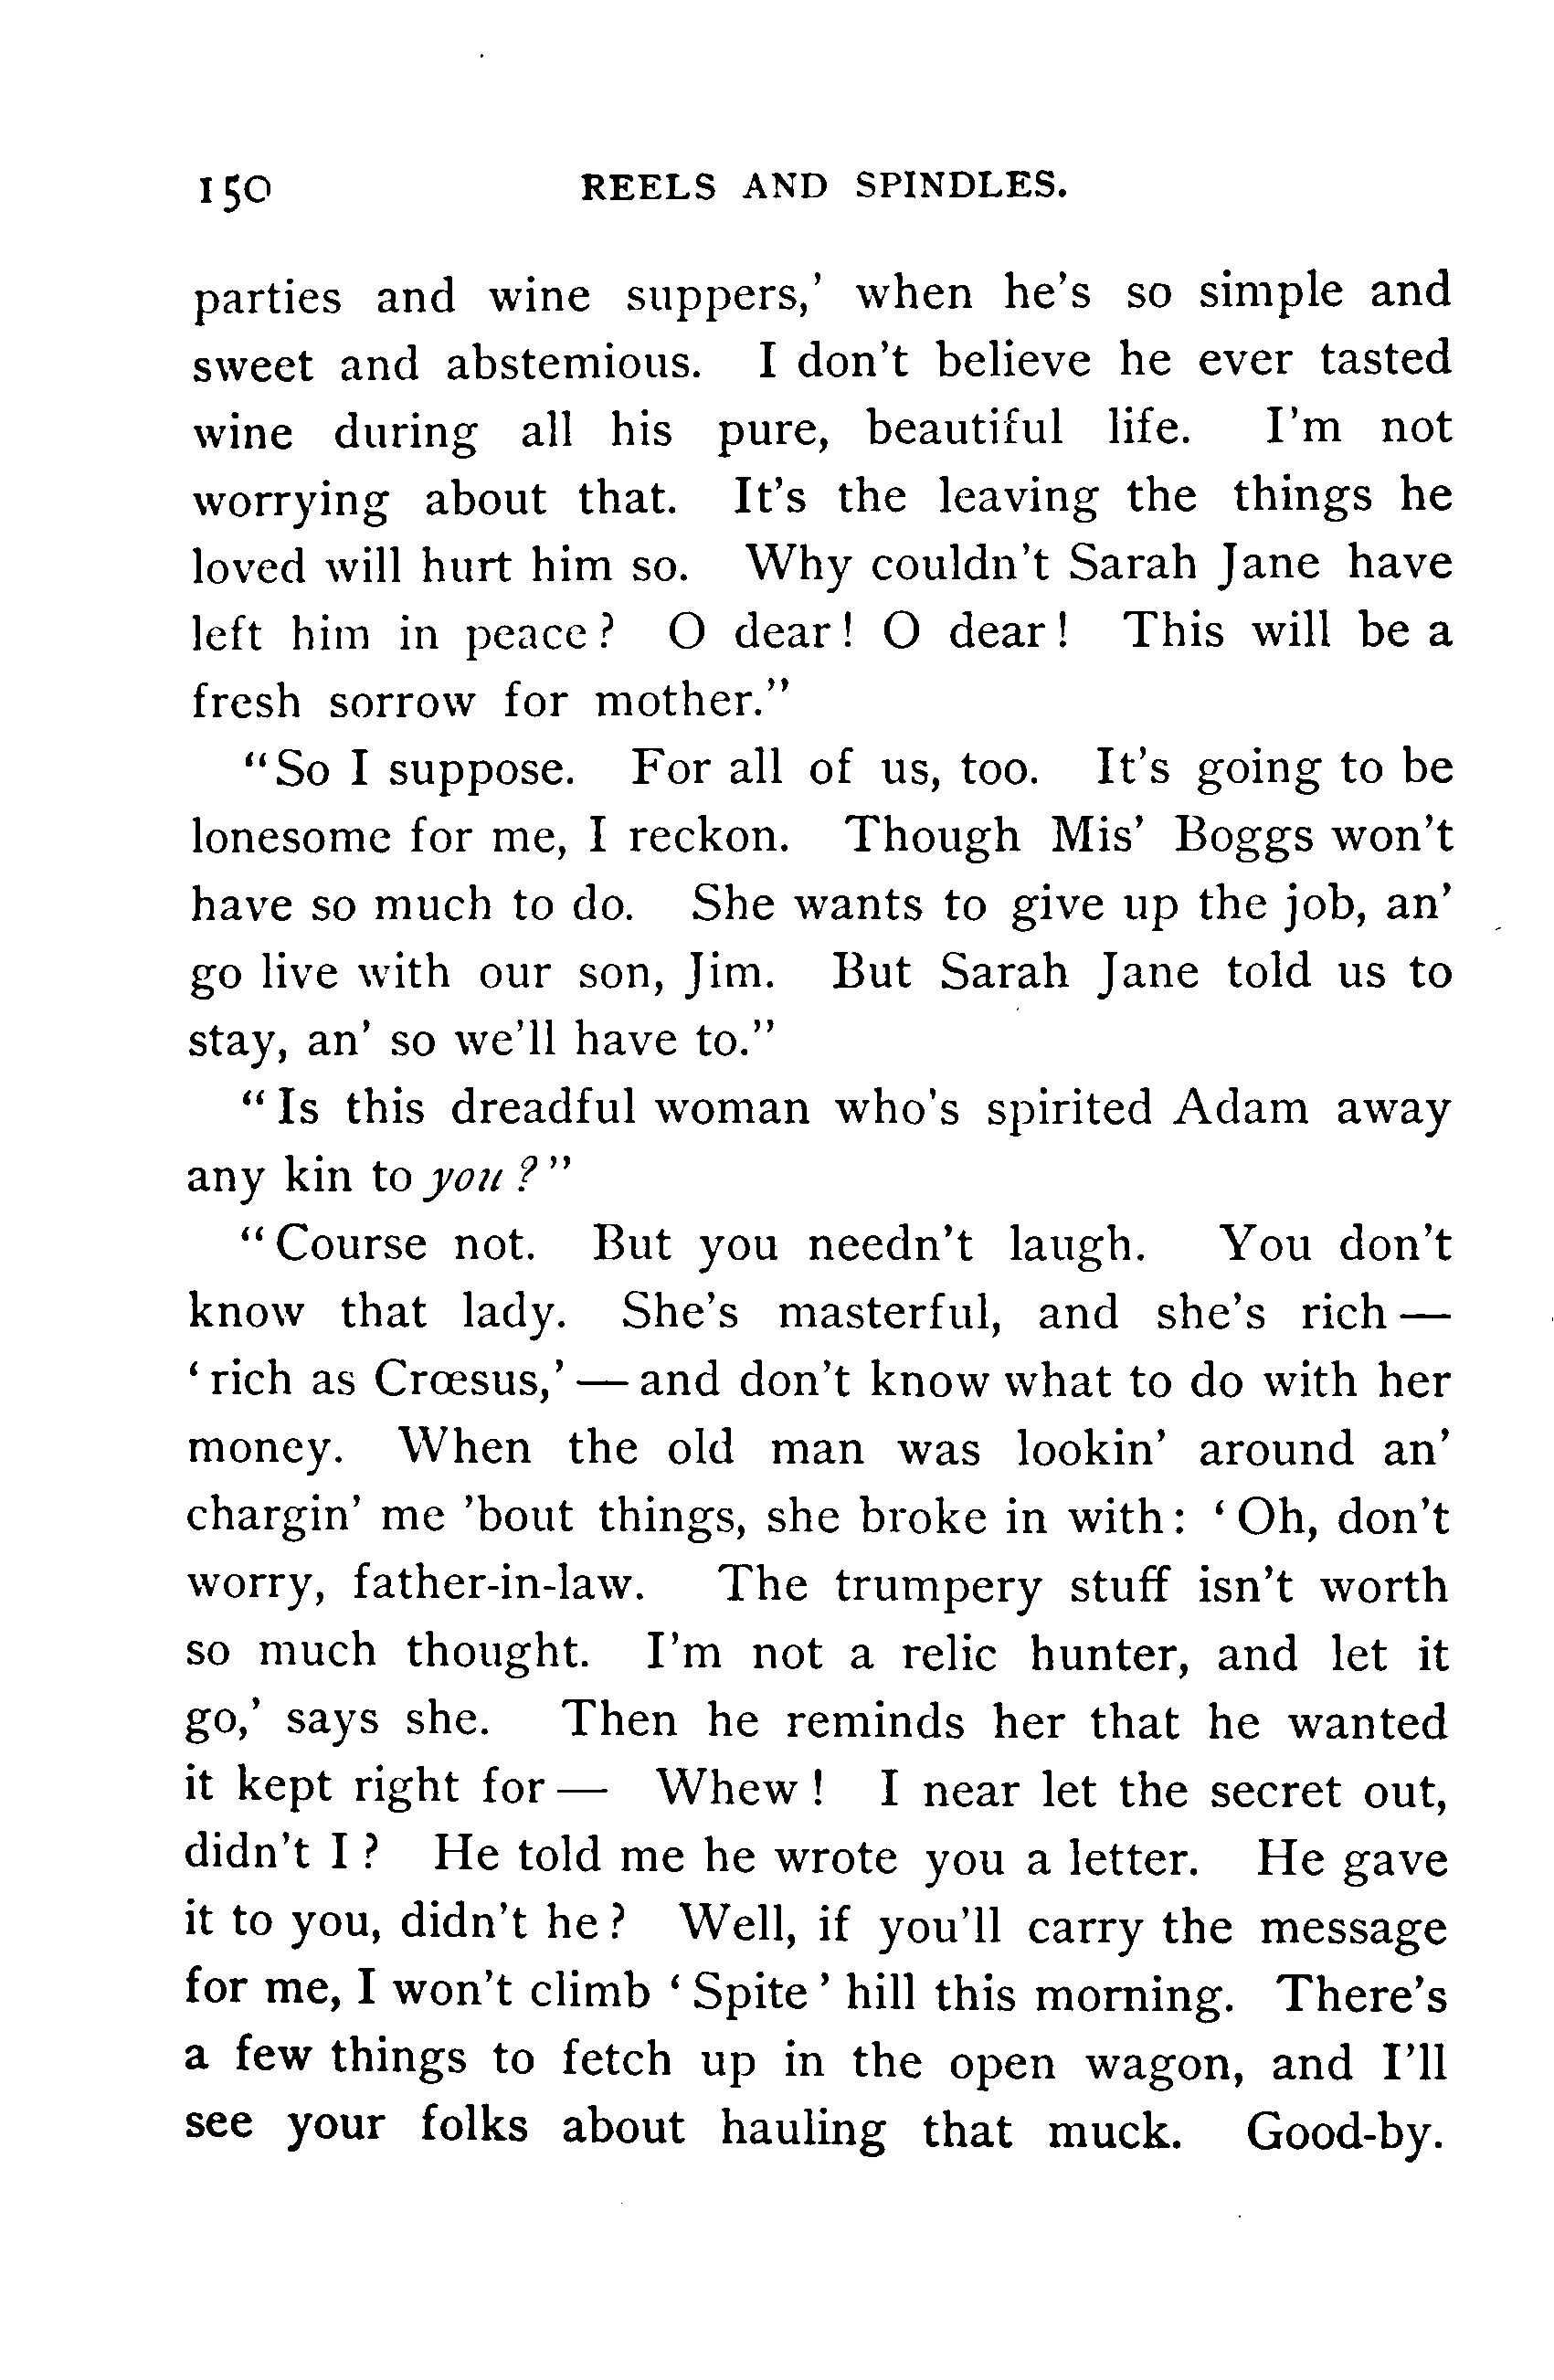 150 REELS AND SPINDLES.
parties and wine suppers,’ when he’s so simple and
sweet and abstemious. I don’t believe he ever tasted
wine during all his pure, beautiful life. I’m not
worrying about that. It’s the leaving the things he
loved will hurt him so. Why couldn’t Sarah Jane have
left him in peace? O dear! O dear! This will be a
fresh sorrow for mother.”
“So I suppose. For all of us, too. It’s going to be
lonesome for me, I reckon. Though Mis’ Boggs won’t
have so much to do. She wants to give up the job, an’
go live with our son, Jim. But Sarah Jane told us to
stay, an’ so we’ll have to.”
“Is this dreadful woman who’s spirited Adam away
any kin to you?”
“Course not. But you needn’t laugh. You don’t
know that lady. She’s masterful, and she’s rich—
‘rich as Crœsus,’—and don’t know what to do with her
money. When the old man was lookin’ around an’
chargin’ me ’bout things, she broke in with: ‘Oh, don’t
worry, father-in-law. The trumpery stuff isn’t worth
so much thought. I’m not a relic hunter, and let it
go,’ says she. Then he reminds her that he wanted
it kept right for— Whew! I near let the secret out,
didn’t I? He told me he wrote you a letter. He gave
it to you, didn’t he? Well, if you’ll carry the message
for me, I won’t climb ‘Spite’ hill this morning. There’s
a few things to fetch up in the open wagon, and I’ll
see your folks about hauling that muck. Good-by.